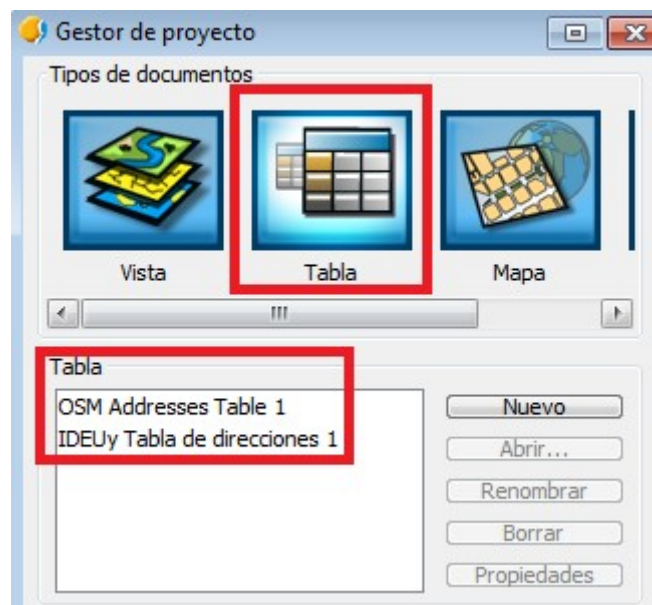 Gestor de proyecto
Tipos de documentos
Vista
Tabla
Mapa
Tabla
OSM Addresses Table 1
IDEUy Tabla de direcciones 1
Nuevo
Abrir...
Renombrar
Borrar
Propiedades